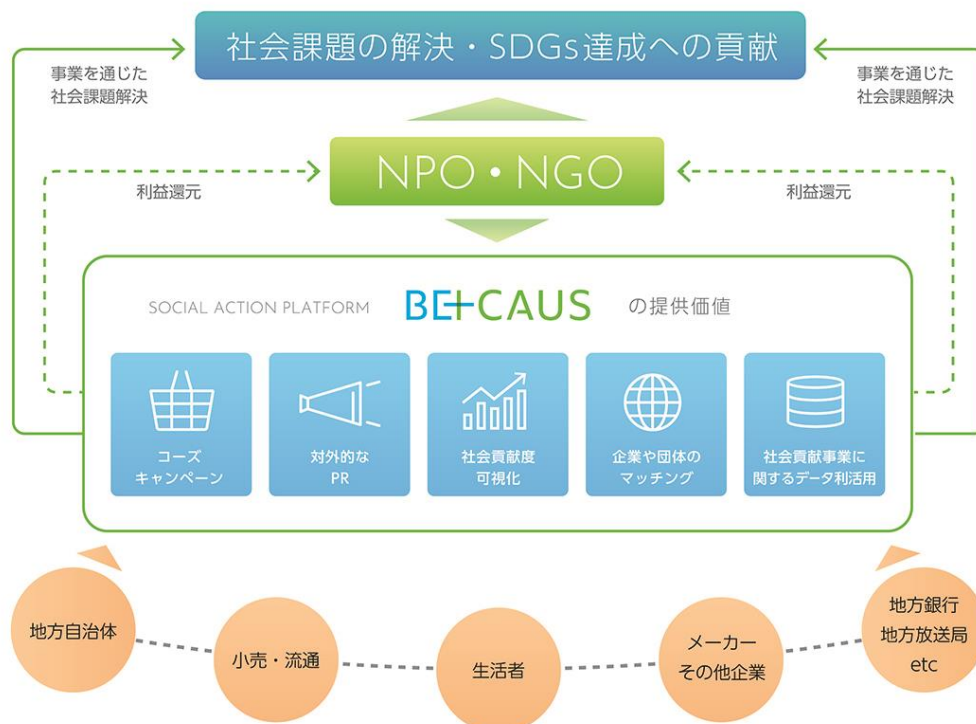 社会課題の解決・SDGs達成への貢献
事業を通じた
社会課題解決
事業を通じた
社会課題解決
NPO・NGO
利益還元
利益還元
SOCIAL ACTION PLATFORM BE+CAUS の提供価値
コーズ
キャンペーン
対外的な
PR
社会貢献度
可視化
企業や団体の
マッチング
社会貢献事業に
関するデータ利活用
地方自治体
小売・流通
生活者
メーカー
その他企業
地方銀行
地方放送局
etc